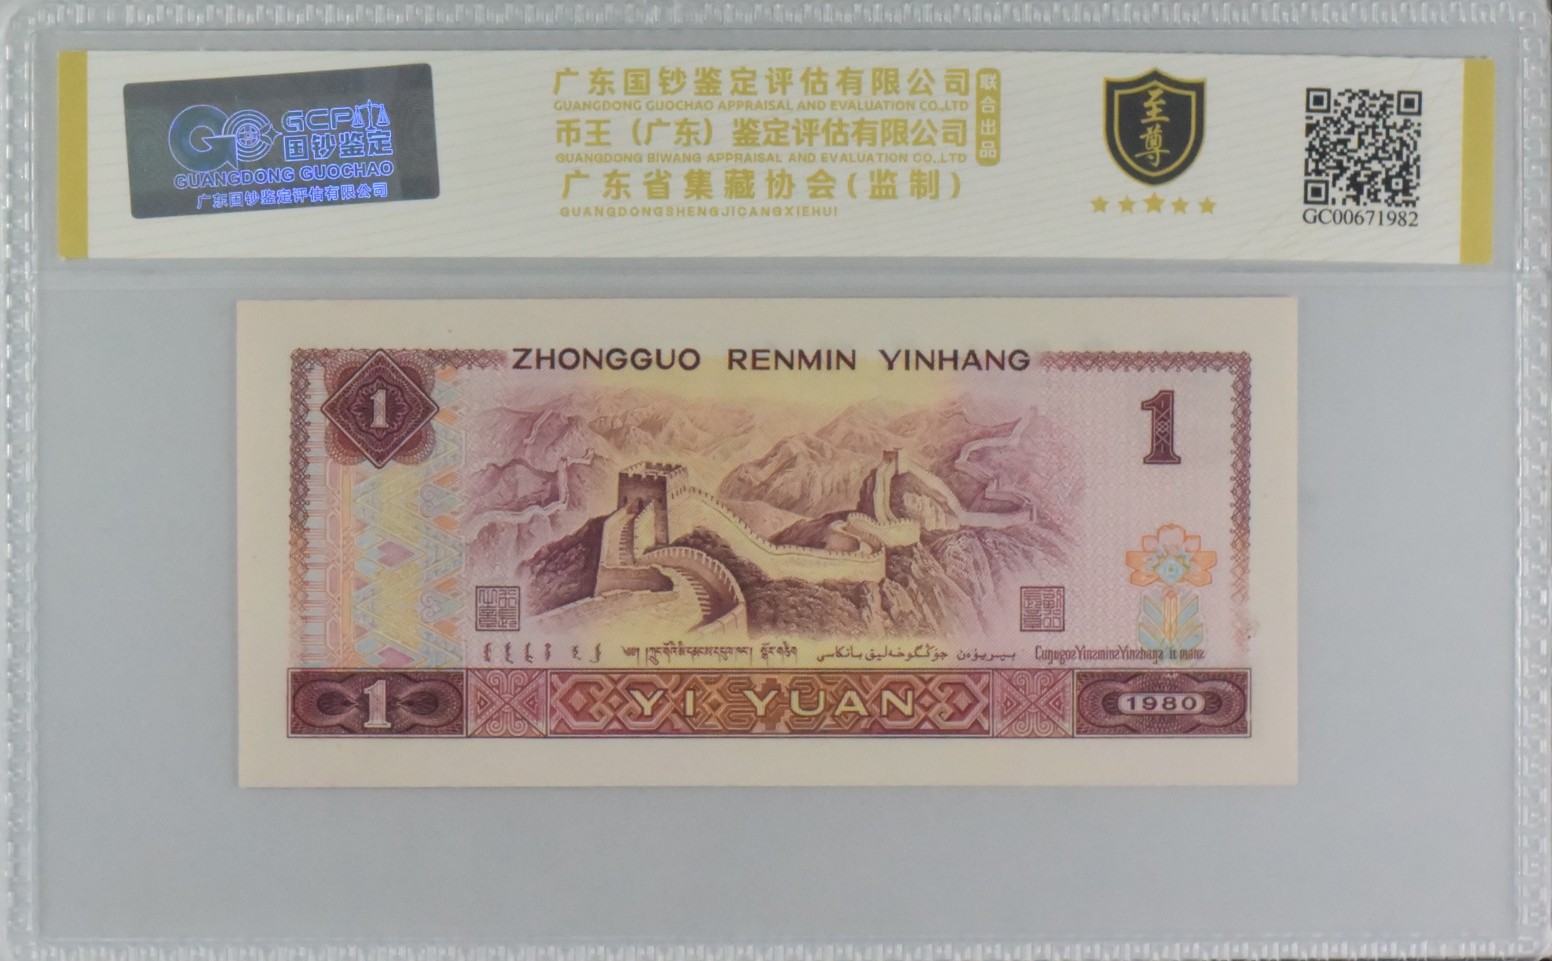 GCPA
国钞鉴定
GUANGDONG GUOCHAO
广东国钞鉴定评估有限公司
广东国钞鉴定评估有限公司
GUANGDONG GUOCHAO APPRAISAL AND EVALUATION CO.,LTD
币王（广东）鉴定评估有限公司
GUANGDONG BIWANG APPRAISAL AND EVALUATION CO.,LTD
广东省集藏协会(监制)
GUANGDONGSHENGJICANGXIEHUI
联合出品
至尊
GC00671982
ZHONGGUO RENMIN YINHANG
1
1
1
YI YUAN
1980